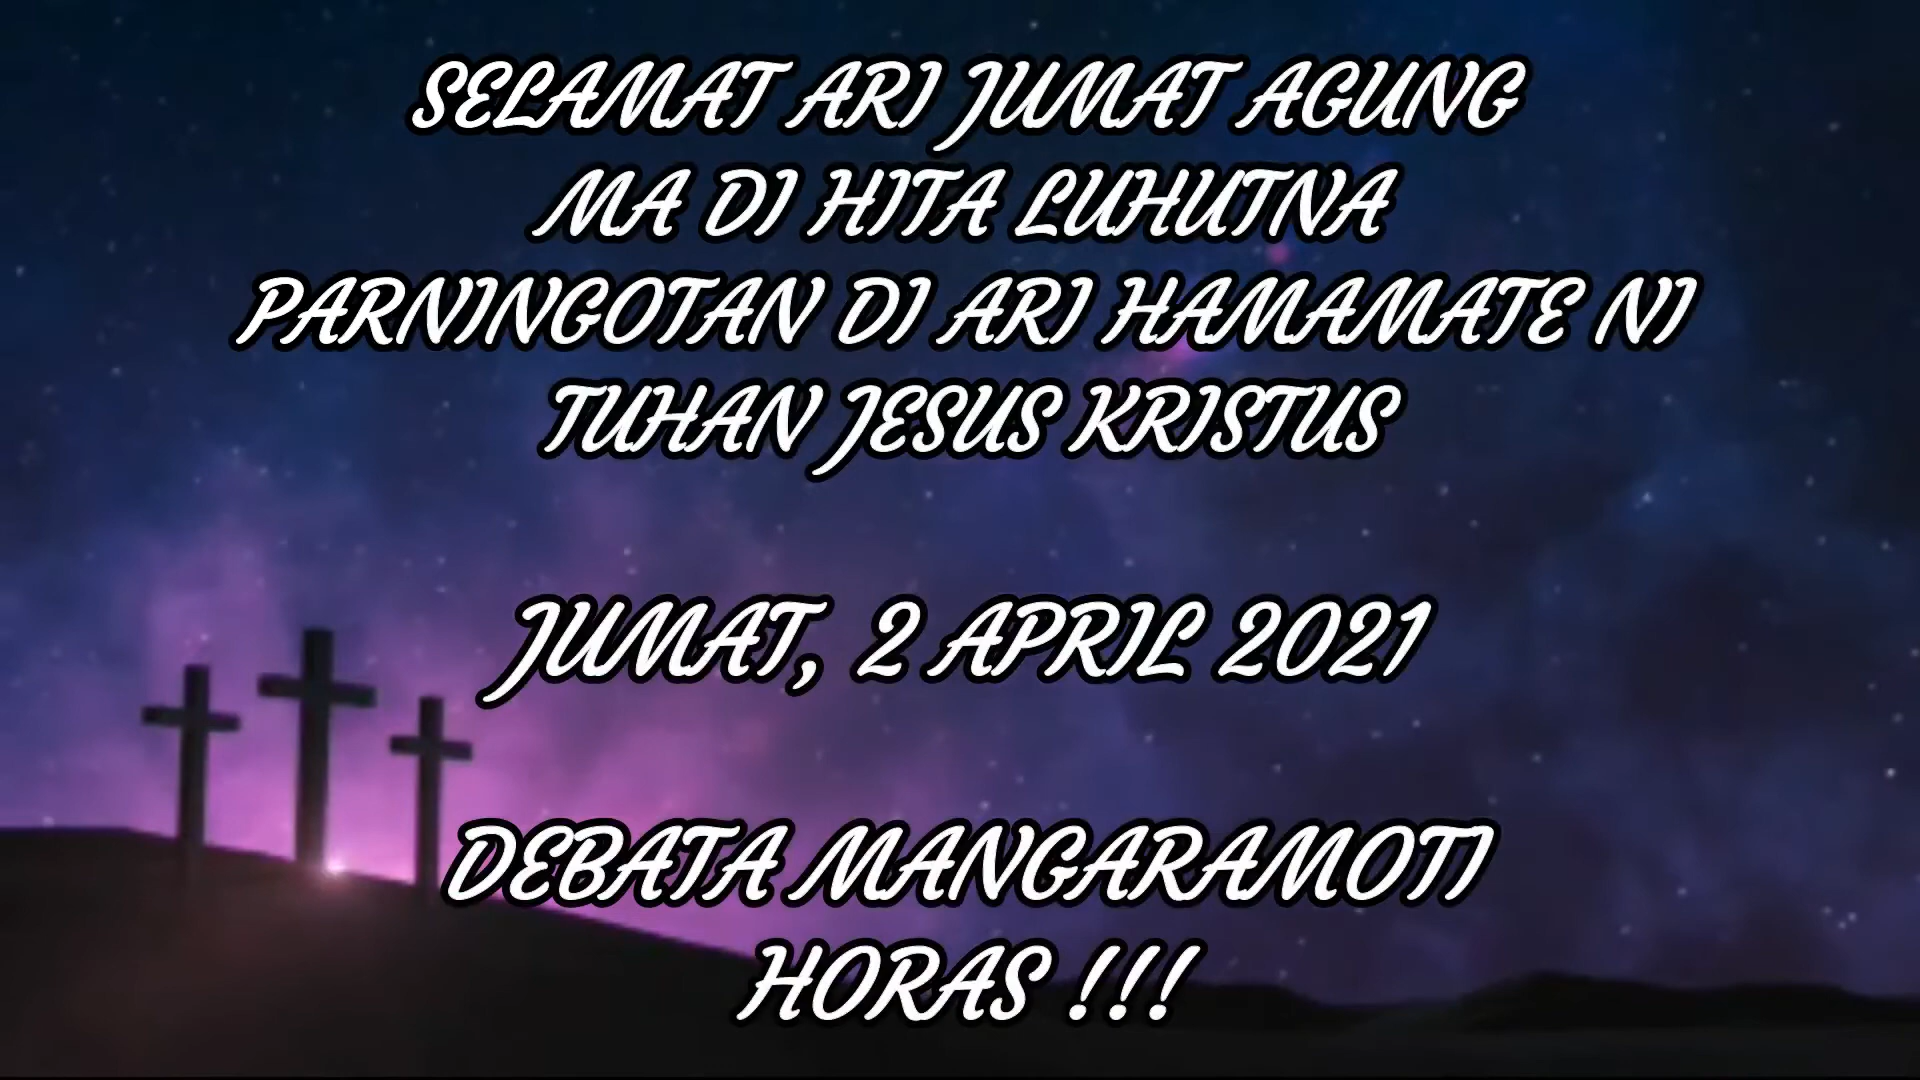 SELAMAT ARI JUMAT AGUNG
MA DI HITA LUHUTNA
PARNINGOTAN DI ARI HAMAMATE NI
TUHAN JESUS KRISTUS
JUMAT, 2 APRIL 2021
DEBATA MANGARAMOTI
HORAS !!!